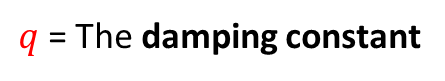 q = The damping constant